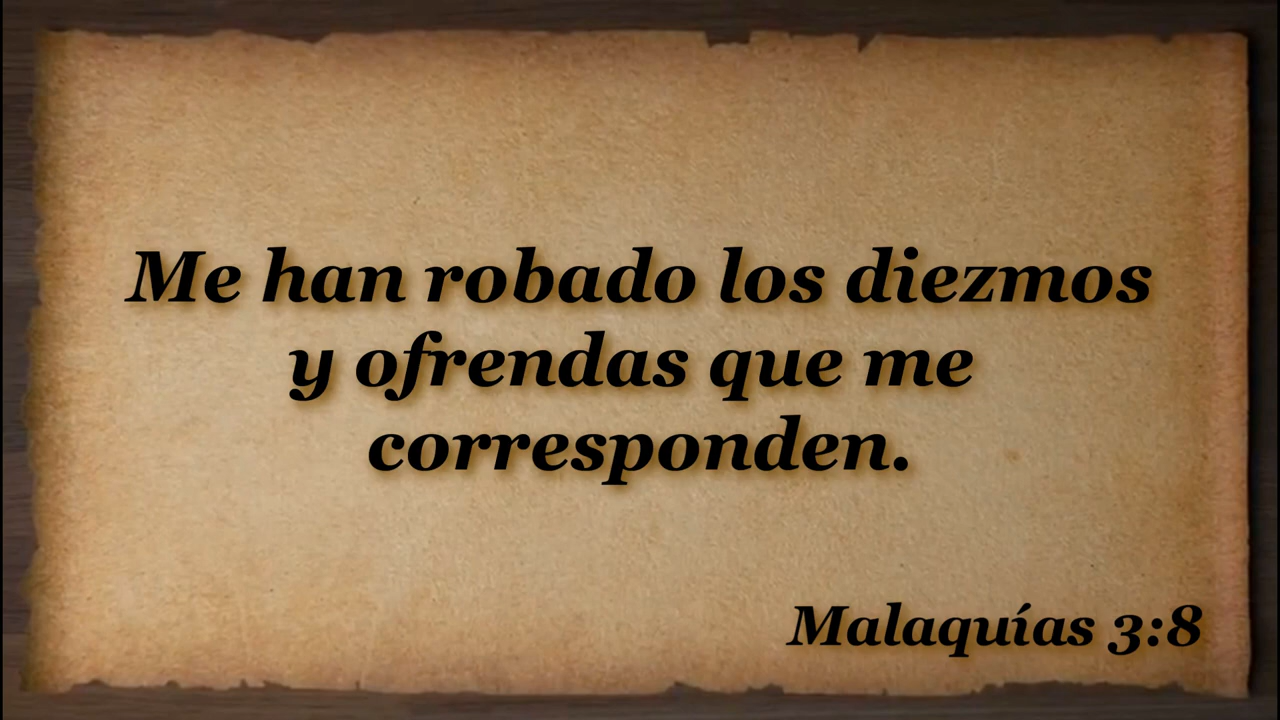 Me han robado los diezmos
y ofrendas que me
corresponden.
Malaquías 3:8